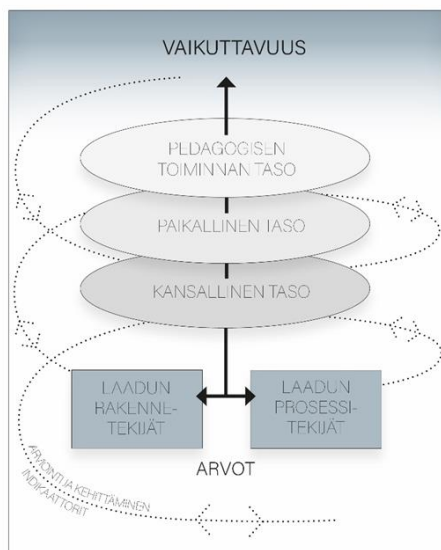 VAIKUTTAVUUS
PEDAGOGISEN
TOIMINNAN TASO
PAIKALLINEN TASO
KANSALLINEN TASO
LAADUN
RAKENNE-
TEKIJÄT
LAADUN
PROSESSI-
TEKIJÄT
ARVOT
ARVIOINTI JA KEHITTÄMINEN
INDIKAATTORIT